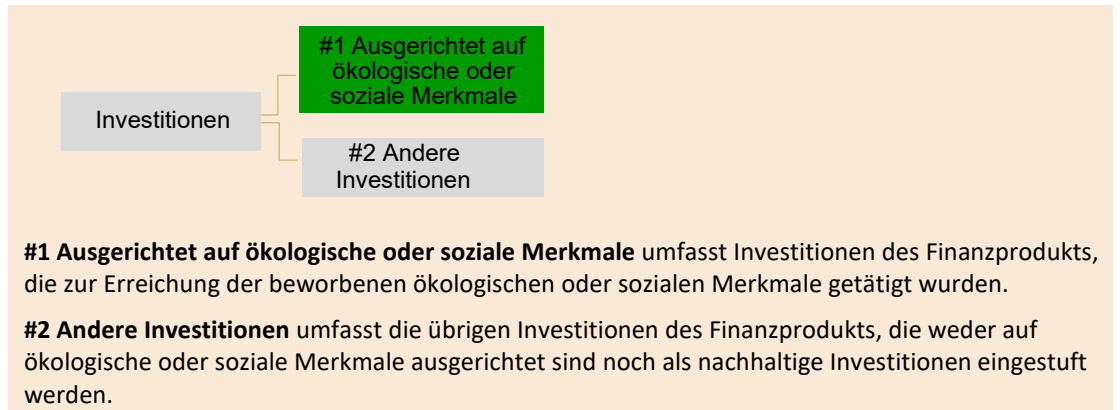 #1 Ausgerichtet auf
ökologische oder
soziale Merkmale
Investitionen
#2 Andere
Investitionen
#1 Ausgerichtet auf ökologische oder soziale Merkmale umfasst Investitionen des Finanzprodukts,
die zur Erreichung der beworbenen ökologischen oder sozialen Merkmale getätigt wurden.
#2 Andere Investitionen umfasst die übrigen Investitionen des Finanzprodukts, die weder auf
ökologische oder soziale Merkmale ausgerichtet sind noch als nachhaltige Investitionen eingestuft
werden.